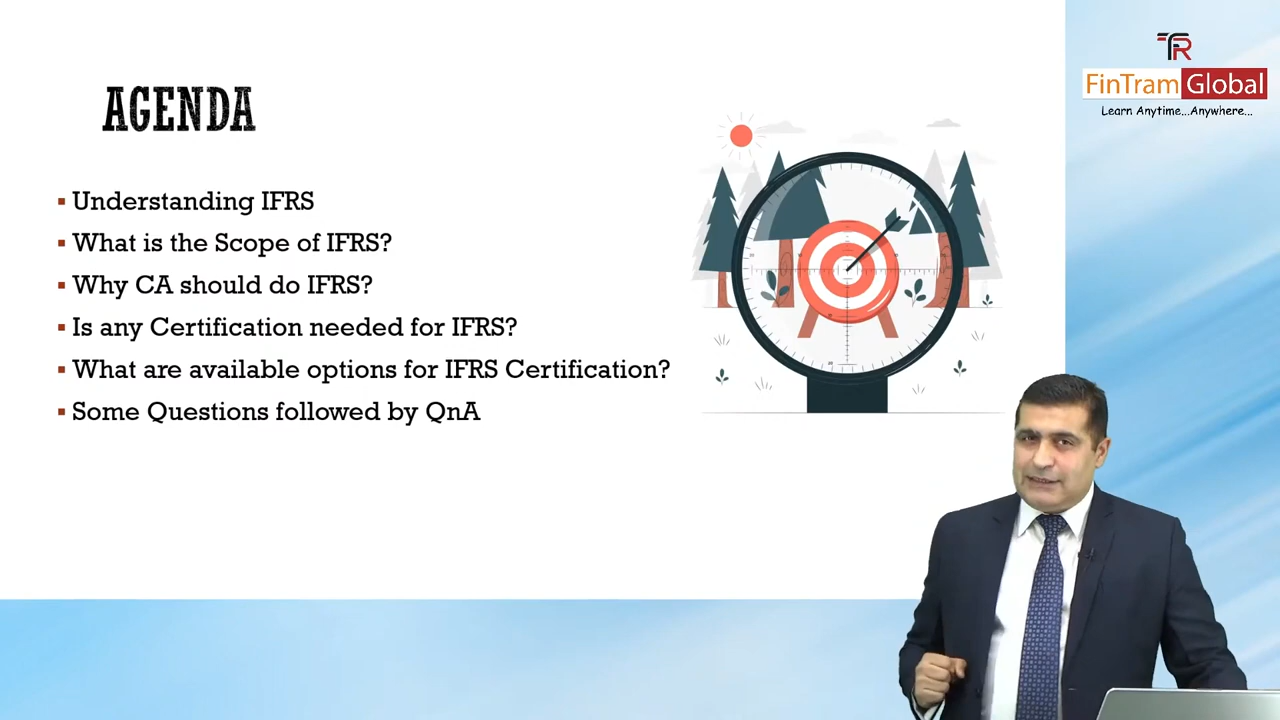 AGENDA
Understanding IFRS
What is the Scope of IFRS?
Why CA should do IFRS?
Is any Certification needed for IFRS?
What are available options for IFRS Certification?
Some Questions followed by QnA
TR
FinTram Global
Learn Anytime...Anywhere...